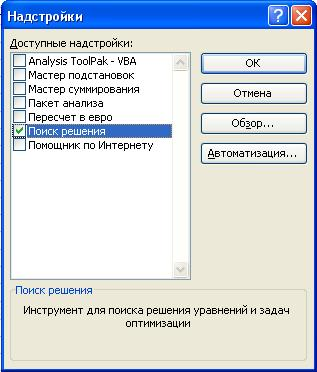 Надстройки
Доступные надстройки:
Analysis ToolPak - VBA
Мастер подстановок
Мастер суммирования
Пакет анализа
Пересчет в евро
Поиск решения
Помощник по Интернету
OK
Отмена
Обзор...
Автоматизация...
Поиск решения
Инструмент для поиска решения уравнений и задач
оптимизации